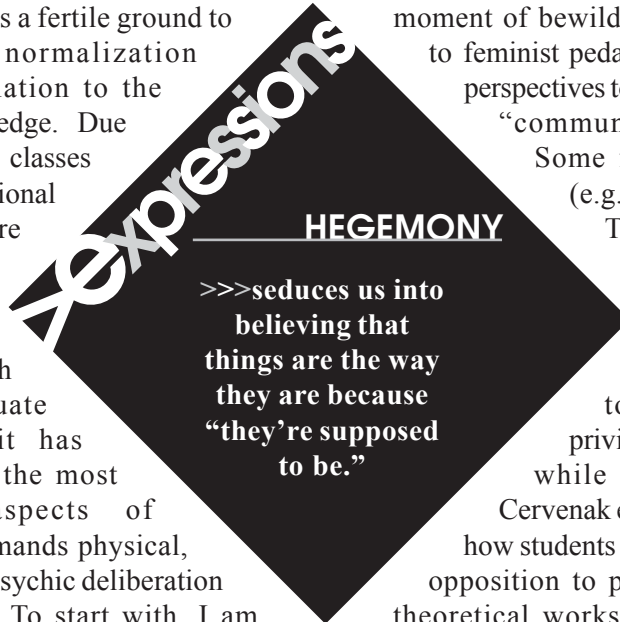 s a fertile ground to
normalization
ation to the
edge. Due
classes
ional
re
h
uate
it has
the most
aspects of
mands physical,
sychic deliberation
To start with, I am
>expressions
HEGEMONY
>>>seduces us into
believing that
things are the way
they are because
“they’re supposed
to be.”
moment of bewild
to feminist peda
perspectives to
“commun
Some
(e.g.
T
to
privi
while
Cervenak e
how students
opposition to p
theoretical works